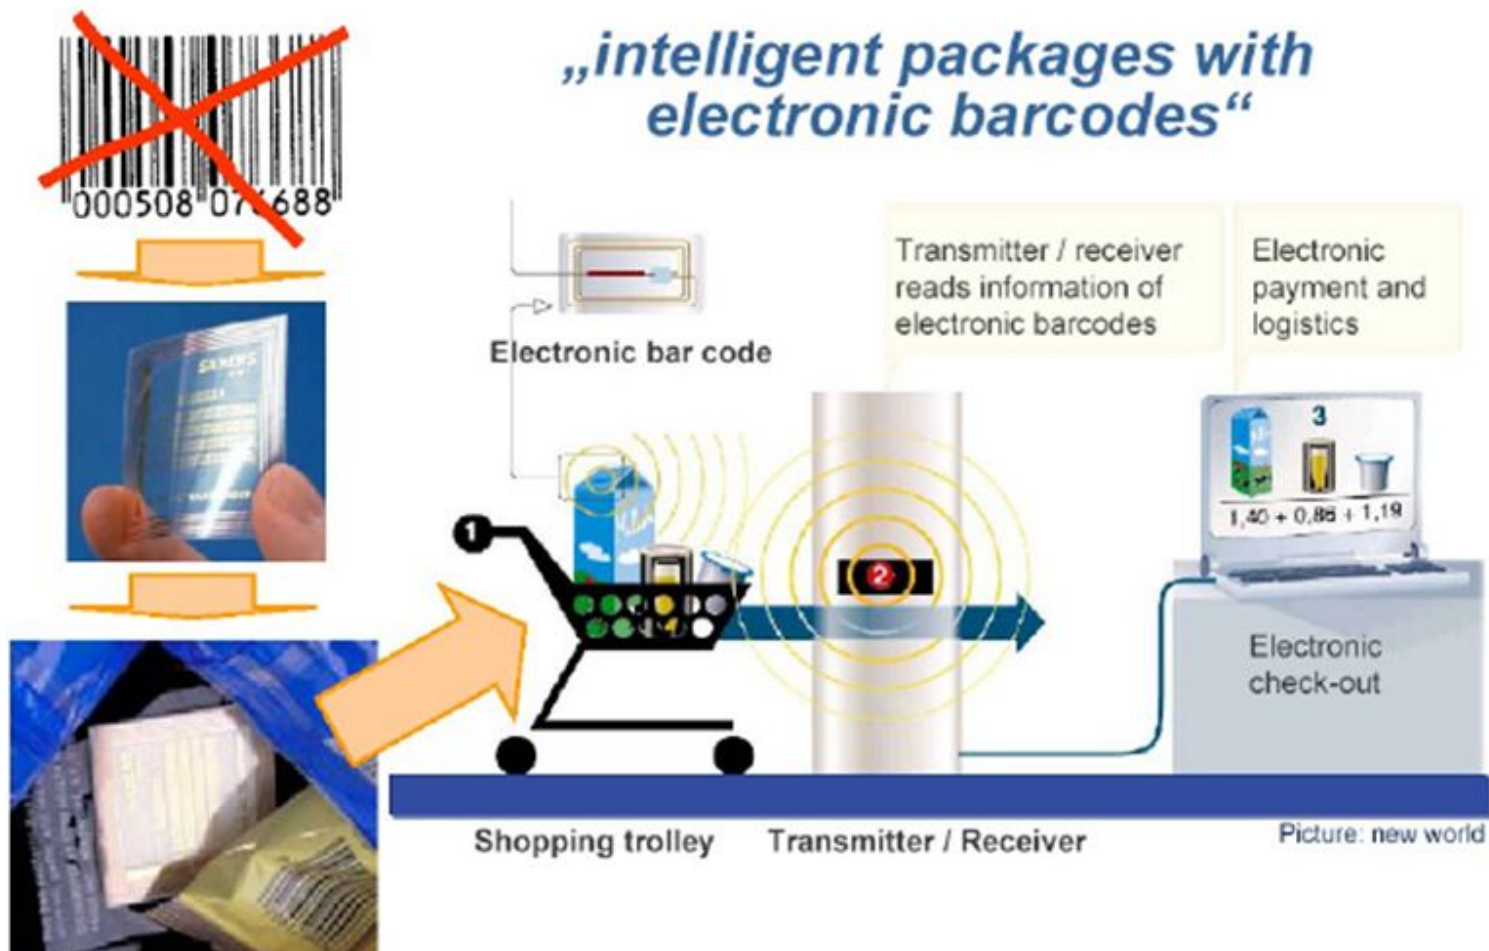 „intelligent packages with
electronic barcodes“
000508 076688
Electronic bar code
Transmitter / receiver
reads information of
electronic barcodes
Electronic
payment and
logistics
1
2
3
1,40 + 0,86 + 1,19
Electronic
check-out
Shopping trolley
Transmitter / Receiver
Picture: new world